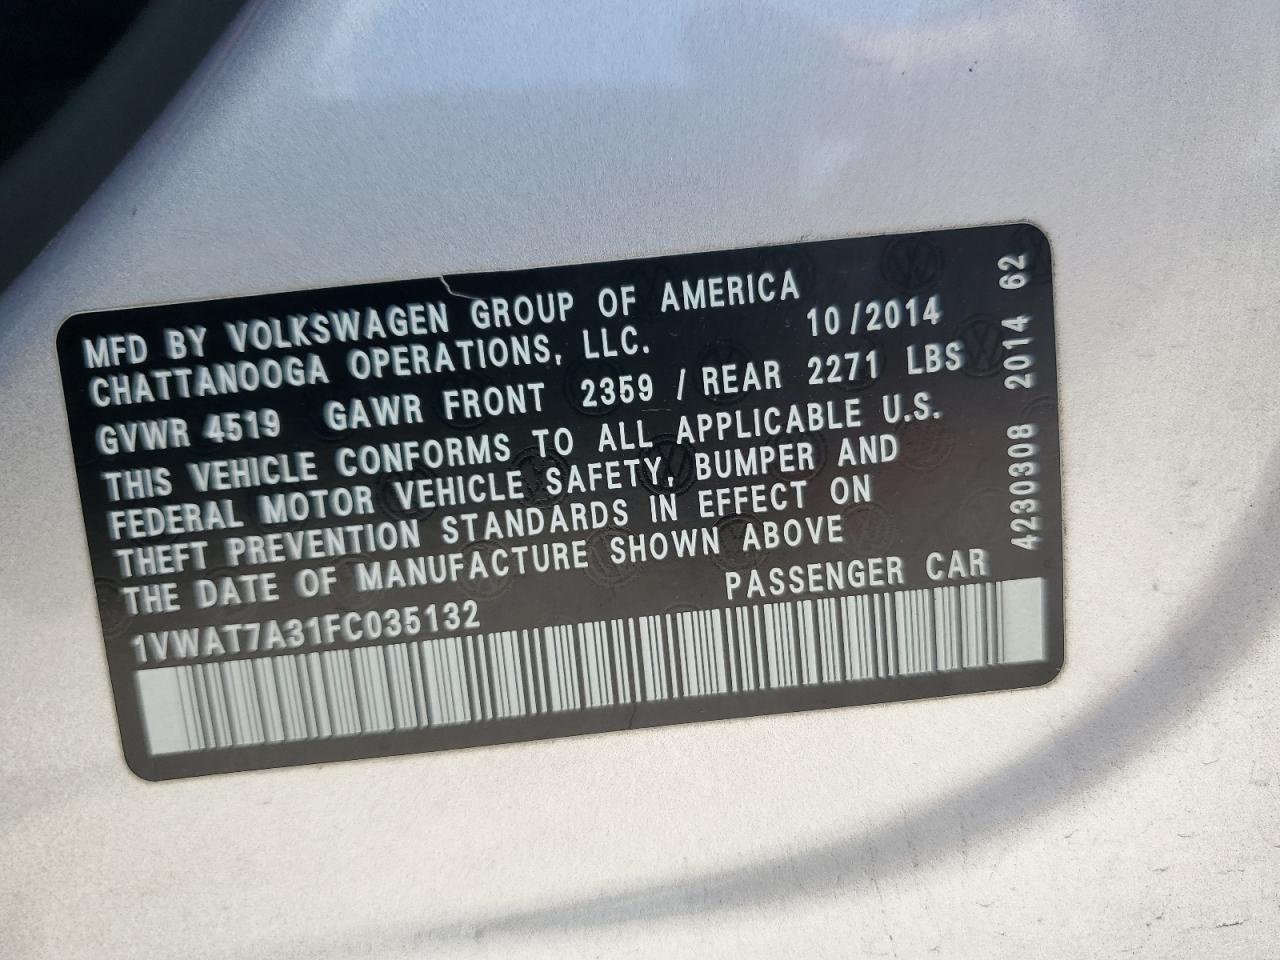 MFD BY VOLKSWAGEN GROUP OF AMERICA
CHATTANOOGA OPERATIONS, LLC. 10/2014
GVWR 4519 GAWR FRONT 2359 / REAR 2271 LBS
THIS VEHICLE CONFORMS TO ALL APPLICABLE U.S.
FEDERAL MOTOR VEHICLE SAFETY, BUMPER AND
THEFT PREVENTION STANDARDS IN EFFECT ON
THE DATE OF MANUFACTURE SHOWN ABOVE
1VWAT7A31FC035132 PASSENGER CAR
4230308 2014 62